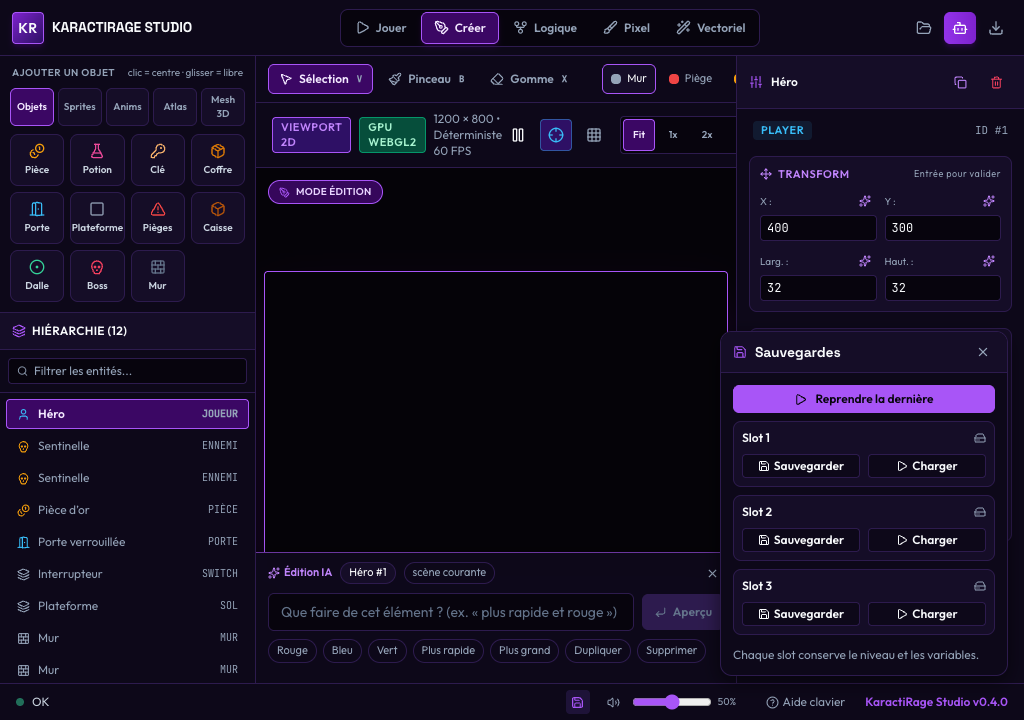 KR KARACTIRAGE STUDIO
Jouer Créer Logique Pixel Vectoriel
AJOUTER UN OBJET clic = centre · glisser = libre
Objets Sprites Anims Atlas Mesh 3D
Pièce Potion Clé Coffre
Porte Plateforme Pièges Caisse
Dalle Boss Mur
HIÉRARCHIE (12)
Filtrer les entités...
Héro JOUEUR
Sentinelle ENNEMI
Sentinelle ENNEMI
Pièce d'or PIÈCE
Porte verrouillée PORTE
Interrupteur SWITCH
Plateforme SOL
Mur MUR
Mur MUR
Sélection V Pinceau B Gomme X Mur Piège
VIEWPORT 2D GPU WEBGL2 1200 × 800 • Déterministe 60 FPS Fit 1x 2x
MODE ÉDITION
Édition IA Héro #1 scène courante
Que faire de cet élément ? (ex. « plus rapide et rouge ») Aperçu
Rouge Bleu Vert Plus rapide Plus grand Dupliquer Supprimer
Héro
PLAYER ID #1
TRANSFORM Entrée pour valider
X : Y :
400 300
Larg. : Haut. :
32 32
Sauvegardes
Reprendre la dernière
Slot 1
Sauvegarder Charger
Slot 2
Sauvegarder Charger
Slot 3
Sauvegarder Charger
Chaque slot conserve le niveau et les variables.
OK 50% Aide clavier KaractiRage Studio v0.4.0